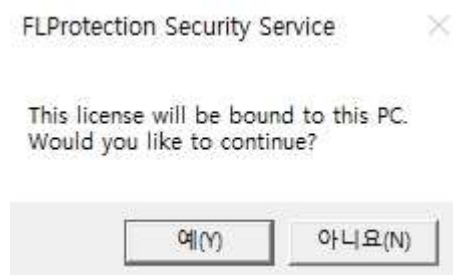 FLProtection Security Service
This license will be bound to this PC.
Would you like to continue?
예(Y) 아니요(N)